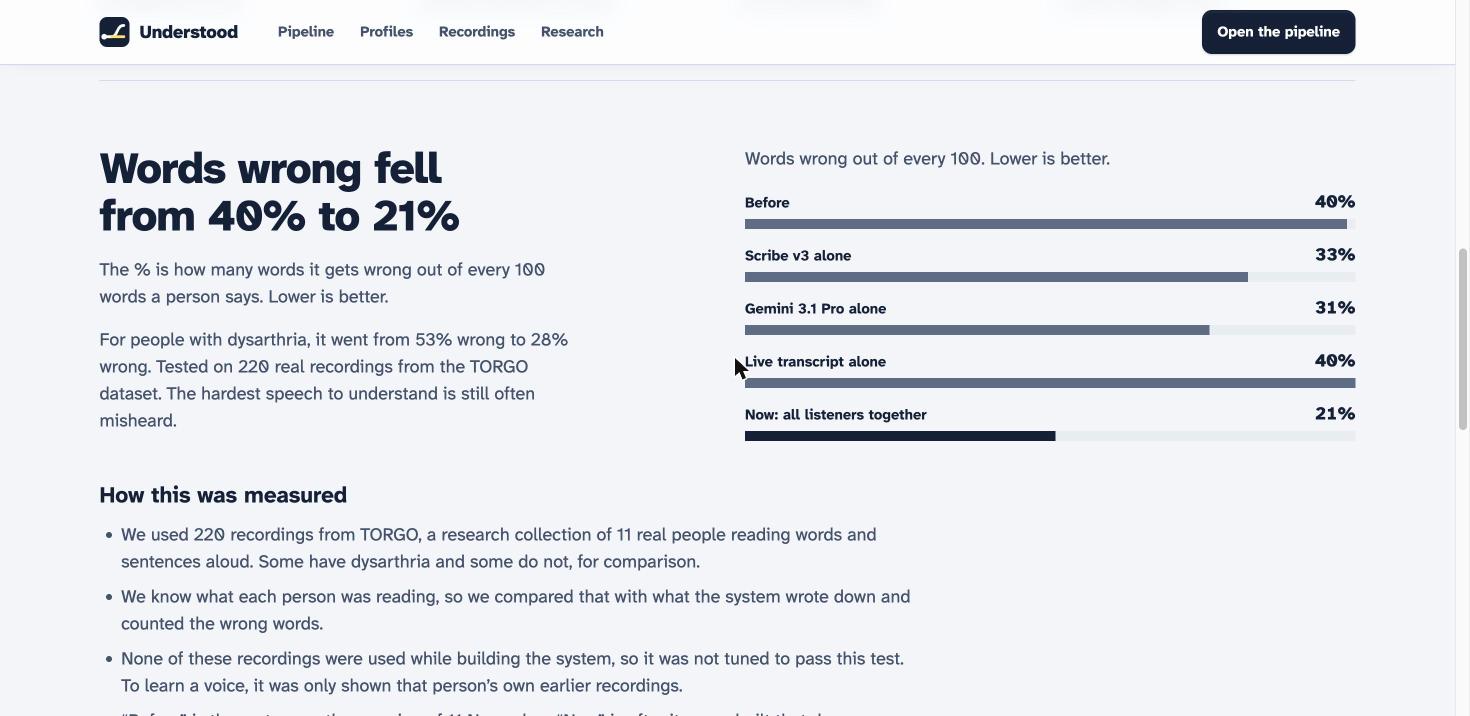 Understood
Pipeline
Profiles
Recordings
Research
Open the pipeline
Words wrong fell
from 40% to 21%
The % is how many words it gets wrong out of every 100
words a person says. Lower is better.
For people with dysarthria, it went from 53% wrong to 28%
wrong. Tested on 220 real recordings from the TORGO
dataset. The hardest speech to understand is still often
misheard.
Words wrong out of every 100. Lower is better.
Before 40%
Scribe v3 alone 33%
Gemini 3.1 Pro alone 31%
Live transcript alone 40%
Now: all listeners together 21%
How this was measured
• We used 220 recordings from TORGO, a research collection of 11 real people reading words and
sentences aloud. Some have dysarthria and some do not, for comparison.
• We know what each person was reading, so we compared that with what the system wrote down and
counted the wrong words.
• None of these recordings were used while building the system, so it was not tuned to pass this test.
To learn a voice, it was only shown that person’s own earlier recordings.